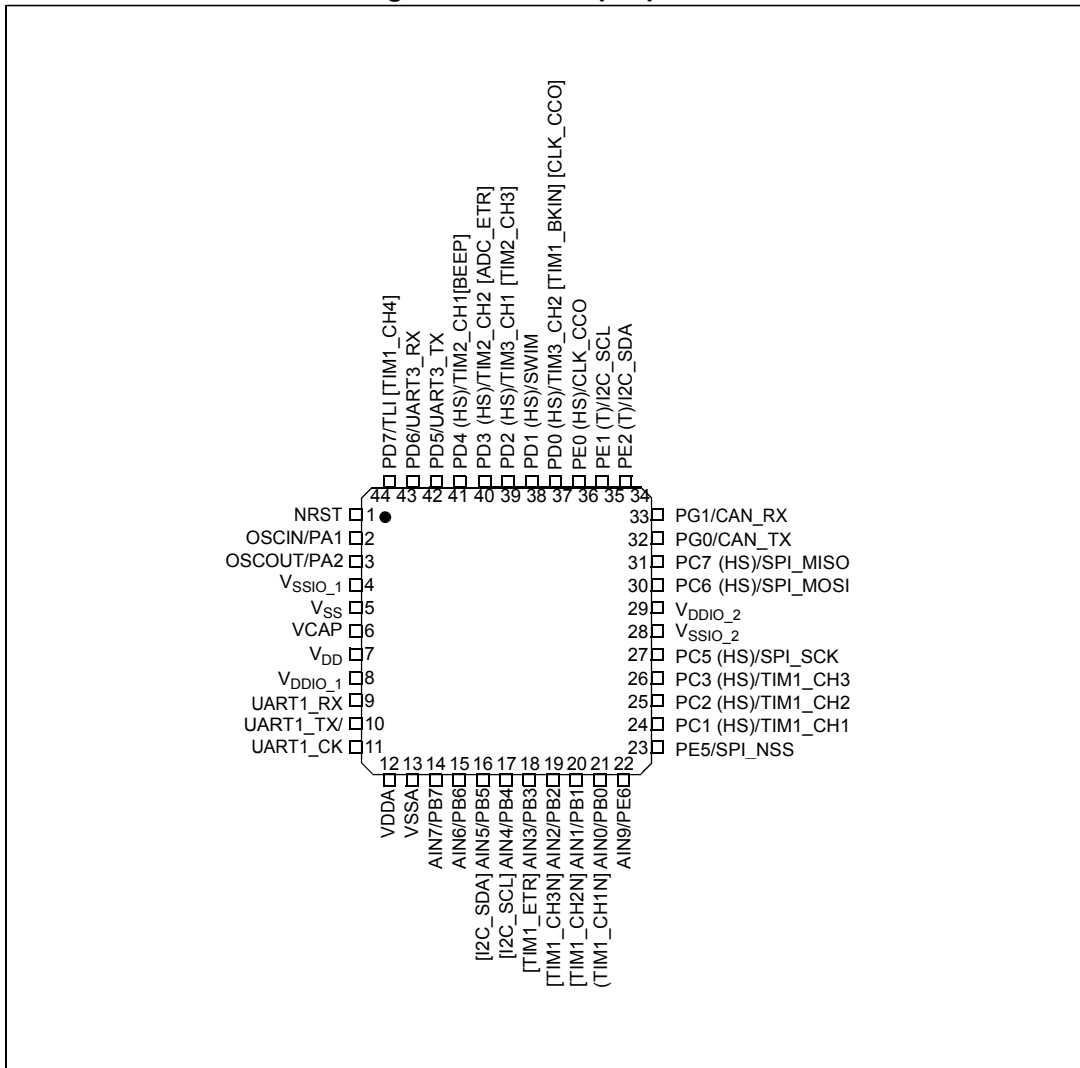 PD7/TLI [TIM1_CH4]
PD6/UART3_RX
PD5/UART3_TX
PD4 (HS)/TIM2_CH1[BEEP]
PD3 (HS)/TIM2_CH2 [ADC_ETR]
PD2 (HS)/TIM3_CH1 [TIM2_CH3]
PD1 (HS)/SWIM
PD0 (HS)/TIM3_CH2 [TIM1_BKIN] [CLK_CCO]
PE0 (HS)/CLK_CCO
PE1 (T)/I2C_SCL
PE2 (T)/I2C_SDA
44 43 42 41 40 39 38 37 36 35 34
NRST 1
OSCIN/PA1 2
OSCOUT/PA2 3
VSSIO_1 4
VSS 5
VCAP 6
VDD 7
VDDIO_1 8
UART1_RX 9
UART1_TX/ 10
UART1_CK 11
33 PG1/CAN_RX
32 PG0/CAN_TX
31 PC7 (HS)/SPI_MISO
30 PC6 (HS)/SPI_MOSI
29 VDDIO_2
28 VSSIO_2
27 PC5 (HS)/SPI_SCK
26 PC3 (HS)/TIM1_CH3
25 PC2 (HS)/TIM1_CH2
24 PC1 (HS)/TIM1_CH1
23 PE5/SPI_NSS
12 13 14 15 16 17 18 19 20 21 22
VDDA
VSSA
AIN7/PB7
AIN6/PB6
[I2C_SDA] AIN5/PB5
[I2C_SCL] AIN4/PB4
[TIM1_ETR] AIN3/PB3
[TIM1_CH3N] AIN2/PB2
[TIM1_CH2N] AIN1/PB1
(TIM1_CH1N] AIN0/PB0
AIN9/PE6